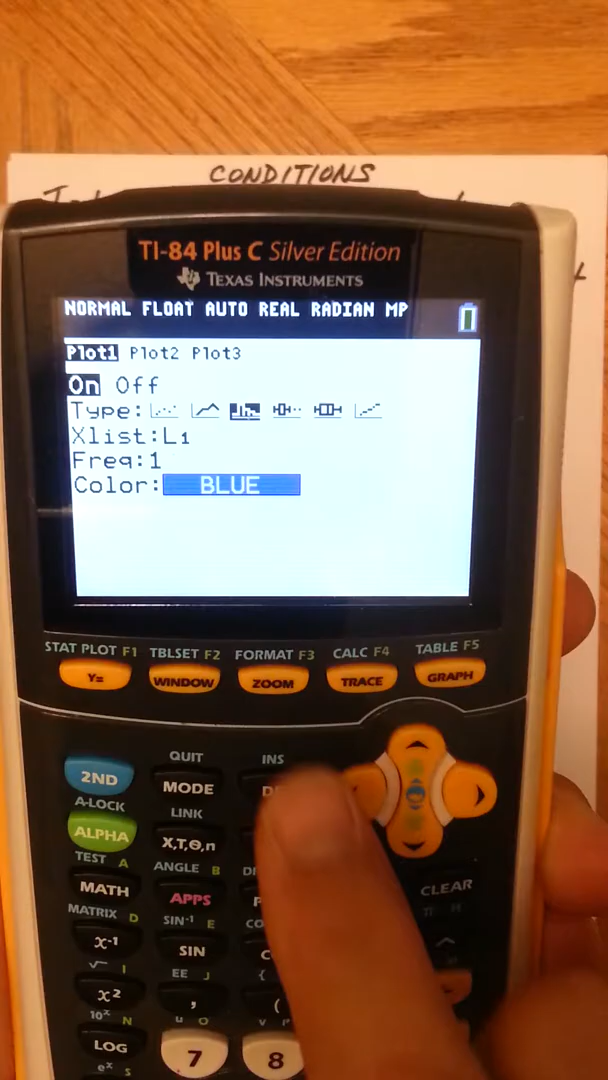 CONDITIONS
TI-84 Plus C Silver Edition
TEXAS INSTRUMENTS
NORMAL FLOAT AUTO REAL RADIAN MP
Plot1 Plot2 Plot3
On Off
Type:
Xlist:L₁
Freq:1
Color: BLUE
STAT PLOT F1 TBLSET F2 FORMAT F3 CALC F4 TABLE F5
Y= WINDOW ZOOM TRACE GRAPH
QUIT INS
2ND MODE
A-LOCK LINK
ALPHA X,T,Θ,n
TEST A ANGLE B
MATH APPS CLEAR
MATRIX D SIN⁻¹ E
x⁻¹ SIN
√ I EE J {
x² , (
10ˣ N u O v
LOG 7 8
eˣ S